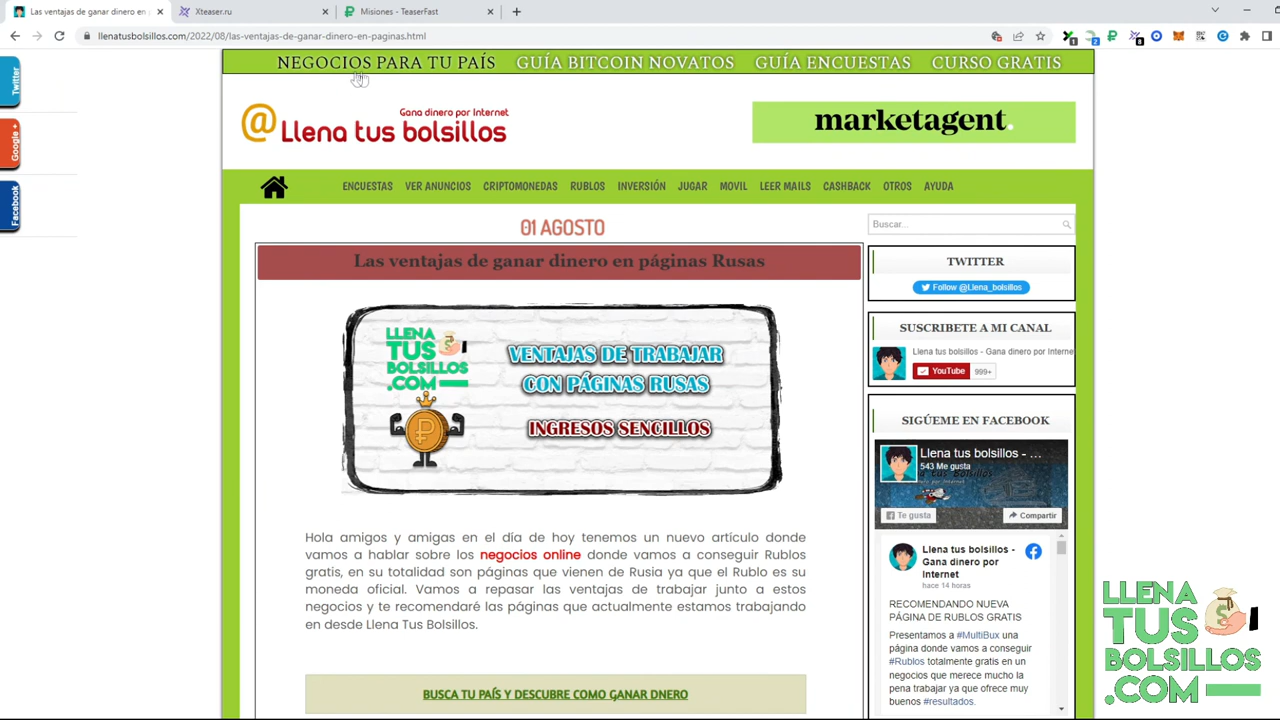 Las ventajas de ganar dinero en
Xteaser.ru
Misiones - TeaserFast
llenatusbolsillos.com/2022/08/las-ventajas-de-ganar-dinero-en-paginas.html
Twitter
Google +
Facebook
NEGOCIOS PARA TU PAÍS GUÍA BITCOIN NOVATOS GUÍA ENCUESTAS CURSO GRATIS
@ Gana dinero por Internet
Llena tus bolsillos
marketagent.
ENCUESTAS VER ANUNCIOS CRIPTOMONEDAS RUBLOS INVERSIÓN JUGAR MOVIL LEER MAILS CASHBACK OTROS AYUDA
01 AGOSTO
Las ventajas de ganar dinero en páginas Rusas
LLENA
TUS
BOLSILLOS
.COM
VENTAJAS DE TRABAJAR
CON PÁGINAS RUSAS
INGRESOS SENCILLOS
Hola amigos y amigas en el día de hoy tenemos un nuevo artículo donde
vamos a hablar sobre los negocios online donde vamos a conseguir Rublos
gratis, en su totalidad son páginas que vienen de Rusia ya que el Rublo es su
moneda oficial. Vamos a repasar las ventajas de trabajar junto a estos
negocios y te recomendaré las páginas que actualmente estamos trabajando
en desde Llena Tus Bolsillos.
BUSCA TU PAÍS Y DESCUBRE COMO GANAR DNERO
Buscar...
TWITTER
Follow @Llena_bolsillos
SUSCRIBETE A MI CANAL
Llena tus bolsillos - Gana dinero por Internet
YouTube 999+
SIGÚEME EN FACEBOOK
Llena tus bolsillos - ...
543 Me gusta
Te gusta
Compartir
Llena tus bolsillos -
Gana dinero por
Internet
hace 14 horas
RECOMENDANDO NUEVA
PÁGINA DE RUBLOS GRATIS
Presentamos a #MultiBux una
página donde vamos a conseguir
#Rublos totalmente gratis en un
negocios que merece mucho la
pena trabajar ya que ofrece muy
buenos #resultados.
LLENA
TUS
BOLSILLOS
.COM